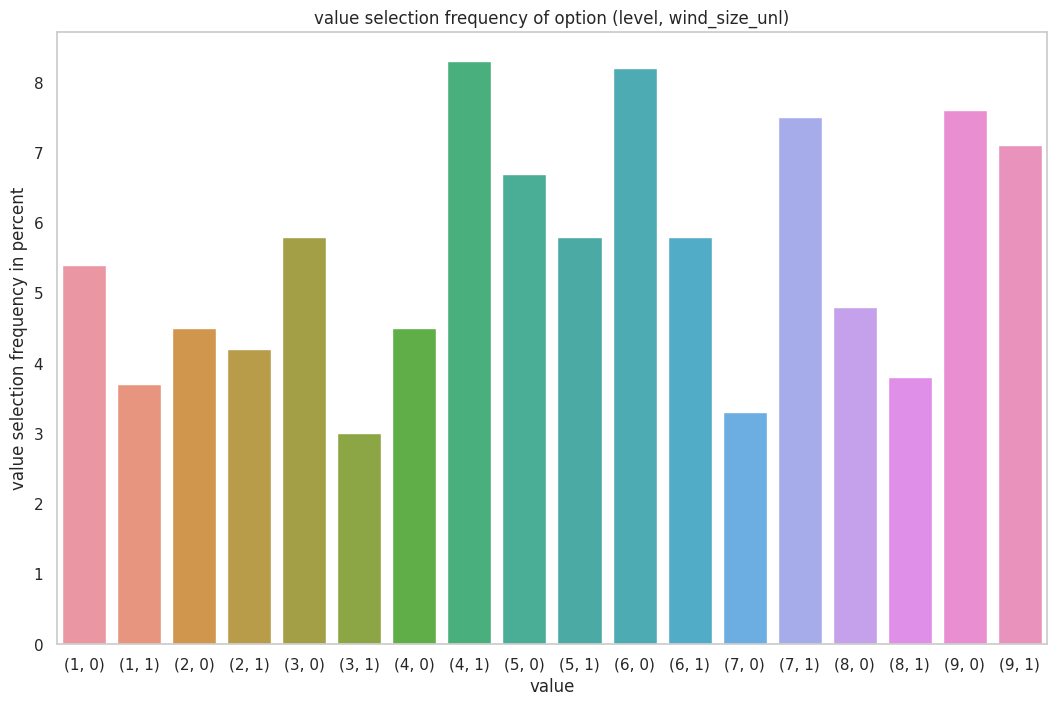 value selection frequency of option (level, wind_size_unl)
value selection frequency in percent
8
7
6
5
4
3
2
1
0
(1, 0) (1, 1) (2, 0) (2, 1) (3, 0) (3, 1) (4, 0) (4, 1) (5, 0) (5, 1) (6, 0) (6, 1) (7, 0) (7, 1) (8, 0) (8, 1) (9, 0) (9, 1)
value